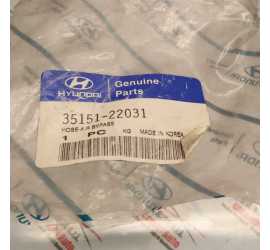 HYUNDAI
Genuine
Parts
35151-22031
HOSE-AIR BYPASS
1 PC KG MADE IN KOREA